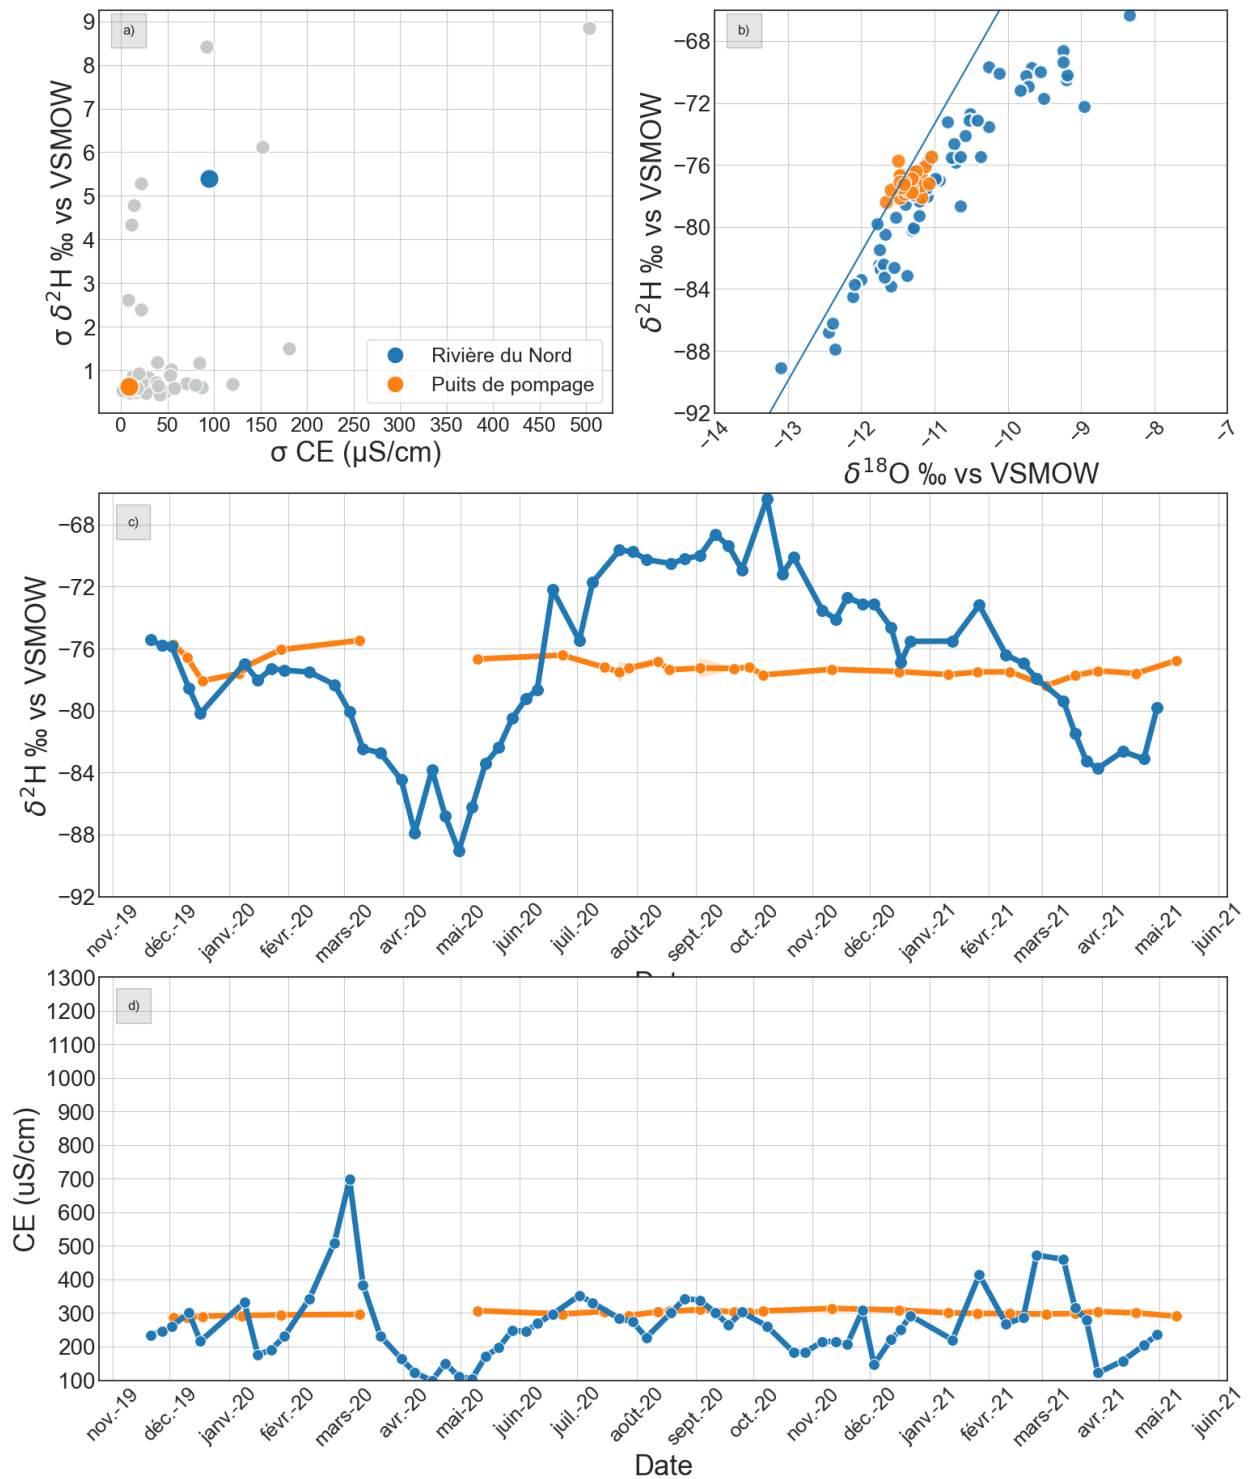 a)
9
8
7
6
5
4
3
2
1
σ δ²H ‰ vs VSMOW
Rivière du Nord
Puits de pompage
0 50 100 150 200 250 300 350 400 450 500
σ CE (µS/cm)
b)
−68
−72
−76
−80
−84
−88
−92
δ²H ‰ vs VSMOW
−14 −13 −12 −11 −10 −9 −8 −7
δ¹⁸O ‰ vs VSMOW
c)
−68
−72
−76
−80
−84
−88
−92
δ²H ‰ vs VSMOW
nov.-19 déc.-19 janv.-20 févr.-20 mars-20 avr.-20 mai-20 juin-20 juil.-20 août-20 sept.-20 oct.-20 nov.-20 déc.-20 janv.-21 févr.-21 mars-21 avr.-21 mai-21 juin-21
d)
1300
1200
1100
1000
900
800
700
600
500
400
300
200
100
CE (uS/cm)
nov.-19 déc.-19 janv.-20 févr.-20 mars-20 avr.-20 mai-20 juin-20 juil.-20 août-20 sept.-20 oct.-20 nov.-20 déc.-20 janv.-21 févr.-21 mars-21 avr.-21 mai-21 juin-21
Date